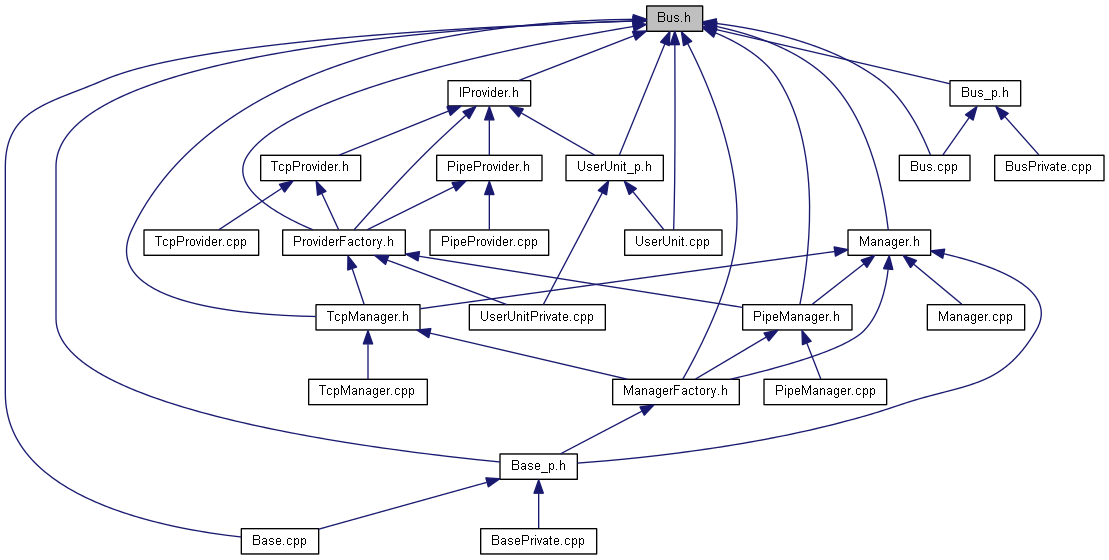 Bus.h
IProvider.h
Bus_p.h
TcpProvider.h
PipeProvider.h
UserUnit_p.h
Bus.cpp
BusPrivate.cpp
TcpProvider.cpp
ProviderFactory.h
PipeProvider.cpp
UserUnit.cpp
Manager.h
TcpManager.h
UserUnitPrivate.cpp
PipeManager.h
Manager.cpp
TcpManager.cpp
ManagerFactory.h
PipeManager.cpp
Base_p.h
Base.cpp
BasePrivate.cpp